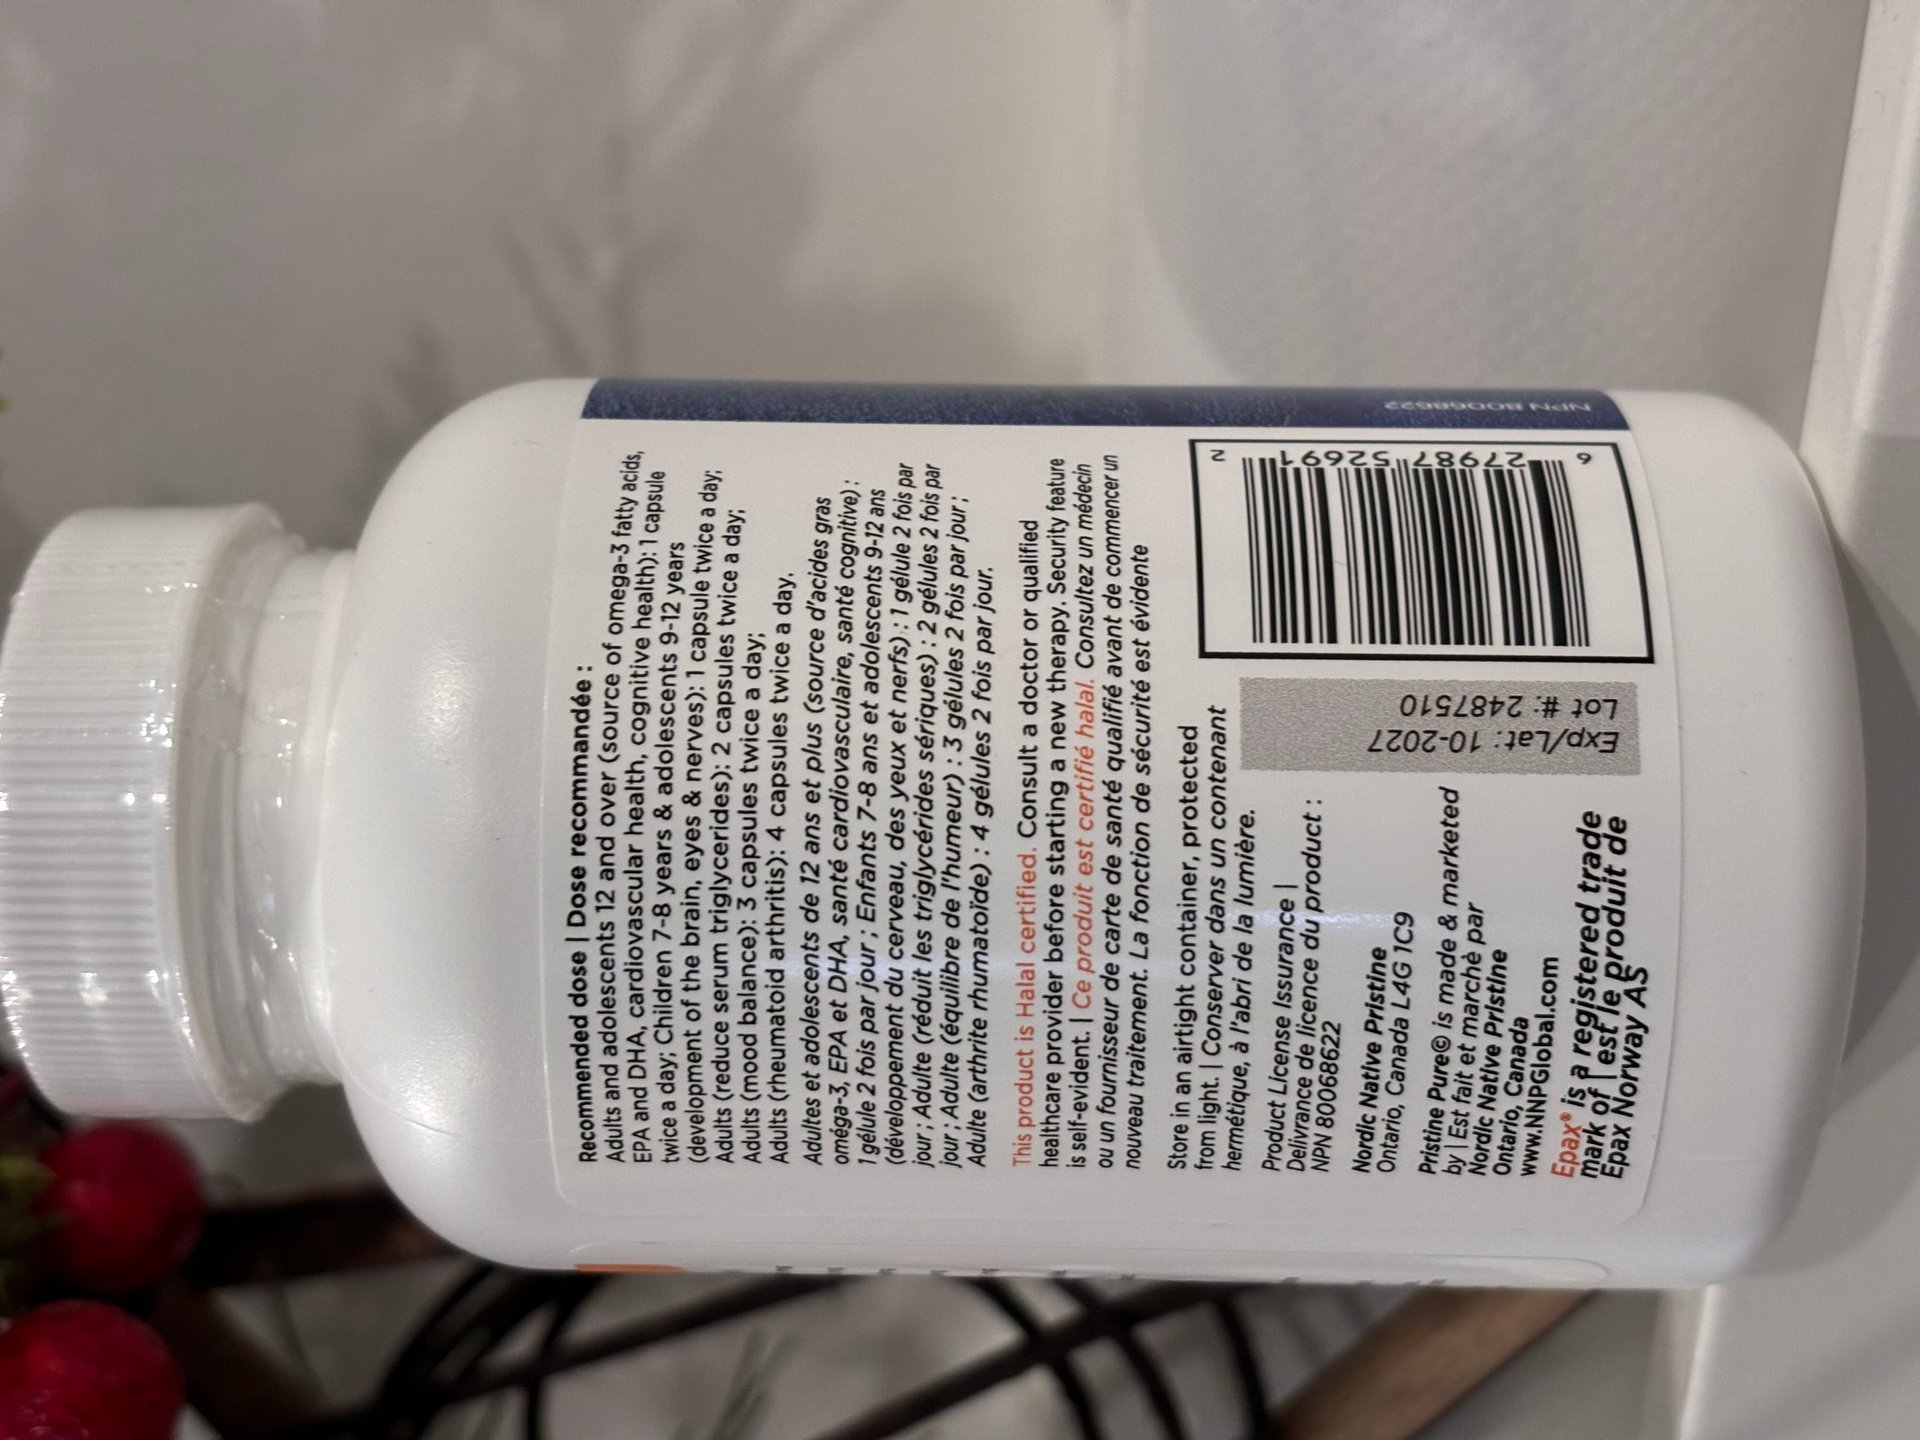 Recommended dose | Dose recommandée :
Adults and adolescents 12 and over (source of omega-3 fatty acids,
EPA and DHA, cardiovascular health, cognitive health): 1 capsule
twice a day; Children 7-8 years & adolescents 9-12 years
(development of the brain, eyes & nerves): 1 capsule twice a day;
Adults (reduce serum triglycerides): 2 capsules twice a day;
Adults (mood balance): 3 capsules twice a day;
Adults (rheumatoid arthritis): 4 capsules twice a day.
Adultes et adolescents de 12 ans et plus (source d'acides gras
oméga-3, EPA et DHA, santé cardiovasculaire, santé cognitive) :
1 gélule 2 fois par jour ; Enfants 7-8 ans et adolescents 9-12 ans
(développement du cerveau, des yeux et nerfs) : 1 gélule 2 fois par
jour ; Adulte (réduit les triglycérides sériques) : 2 gélules 2 fois par
jour ; Adulte (équilibre de l'humeur) : 3 gélules 2 fois par jour ;
Adulte (arthrite rhumatoïde) : 4 gélules 2 fois par jour.
This product is Halal certified. Consult a doctor or qualified
healthcare provider before starting a new therapy. Security feature
is self-evident. | Ce produit est certifié halal. Consultez un médecin
ou un fournisseur de carte de santé qualifié avant de commencer un
nouveau traitement. La fonction de sécurité est évidente
Store in an airtight container, protected
from light. | Conserver dans un contenant
hermétique, à l'abri de la lumière.
Product License Issurance |
Delivrance de licence du product :
NPN 80068622
Nordic Native Pristine
Ontario, Canada L4G 1C9
Pristine Pure© is made & marketed
by | Est fait et marchè par
Nordic Native Pristine
Ontario, Canada
www.NNPGlobal.com
Epax® is a registered trade
mark of | est le produit de
Epax Norway AS
Exp/Lat: 10-2027
Lot #: 2487510
6 27987 52691 2
NPN 80068622